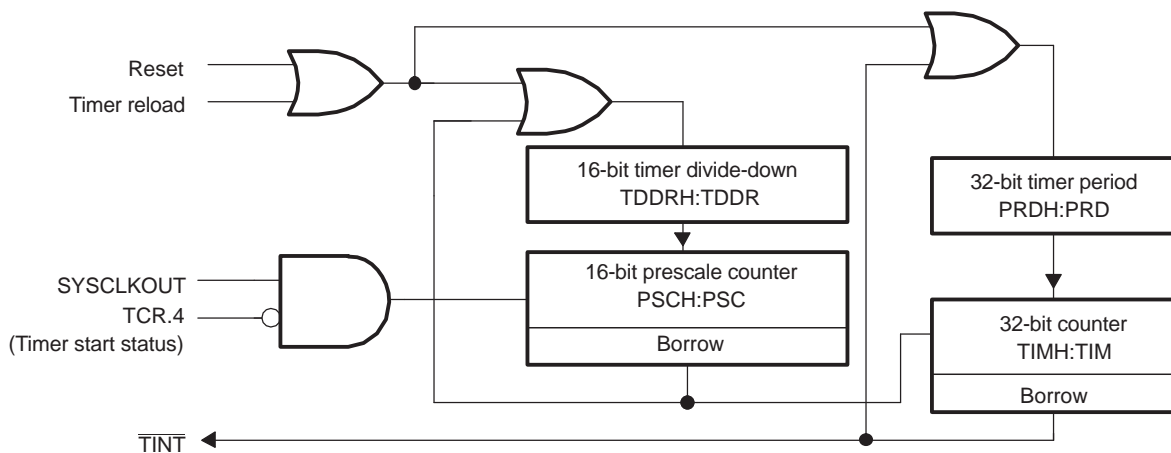 Reset
Timer reload
16-bit timer divide-down
TDDRH:TDDR
32-bit timer period
PRDH:PRD
SYSCLKOUT
TCR.4
(Timer start status)
16-bit prescale counter
PSCH:PSC
Borrow
32-bit counter
TIMH:TIM
Borrow
TINT